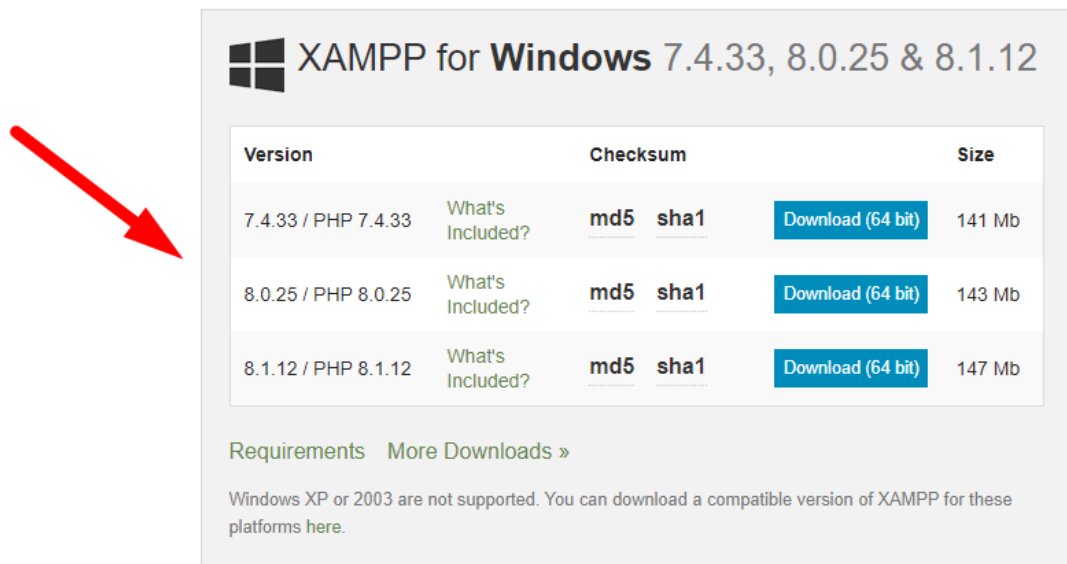 XAMPP for Windows 7.4.33, 8.0.25 & 8.1.12
Version Checksum Size
7.4.33 / PHP 7.4.33 What's Included? md5 sha1 Download (64 bit) 141 Mb
8.0.25 / PHP 8.0.25 What's Included? md5 sha1 Download (64 bit) 143 Mb
8.1.12 / PHP 8.1.12 What's Included? md5 sha1 Download (64 bit) 147 Mb
Requirements More Downloads »
Windows XP or 2003 are not supported. You can download a compatible version of XAMPP for these
platforms here.